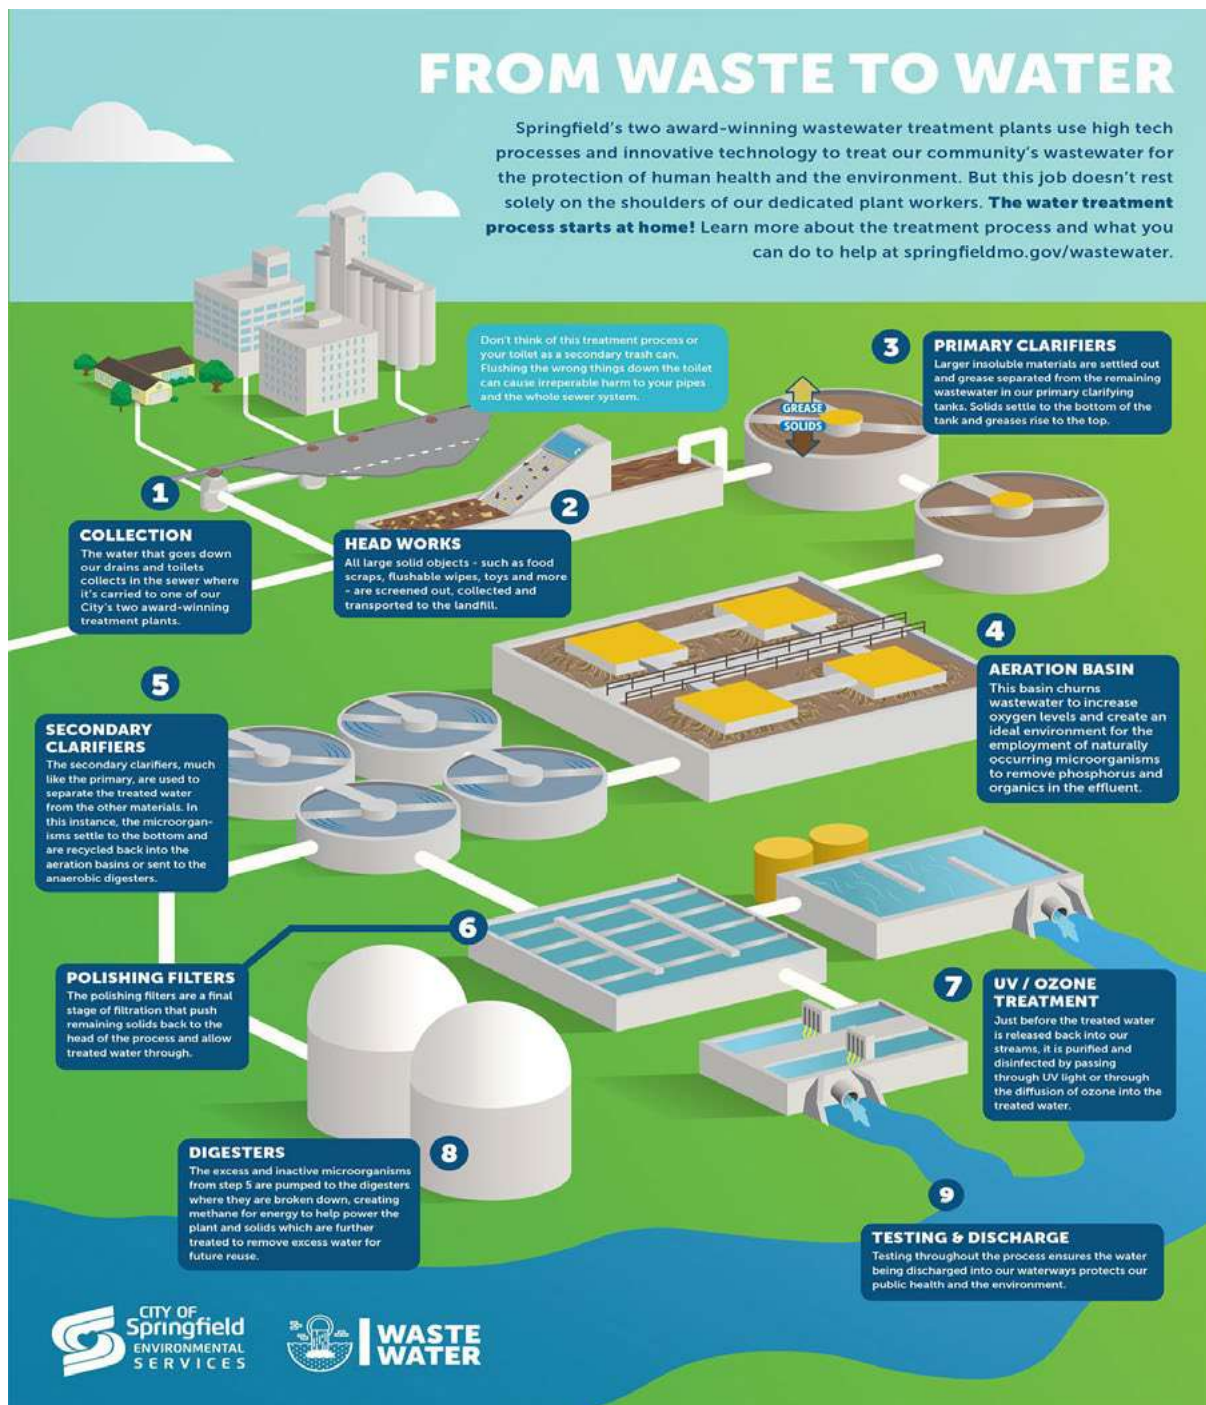 FROM WASTE TO WATER
Springfield's two award-winning wastewater treatment plants use high tech
processes and innovative technology to treat our community's wastewater for
the protection of human health and the environment. But this job doesn't rest
solely on the shoulders of our dedicated plant workers. The water treatment
process starts at home! Learn more about the treatment process and what you
can do to help at springfieldmo.gov/wastewater.
Don't think of this treatment process or
your toilet as a secondary trash can.
Flushing the wrong things down the toilet
can cause irreperable harm to your pipes
and the whole sewer system.
1
COLLECTION
The water that goes down
our drains and toilets
collects in the sewer where
it's carried to one of our
City's two award-winning
treatment plants.
2
HEAD WORKS
All large solid objects - such as food
scraps, flushable wipes, toys and more
- are screened out, collected and
transported to the landfill.
GREASE
SOLIDS
3
PRIMARY CLARIFIERS
Larger insoluble materials are settled out
and grease separated from the remaining
wastewater in our primary clarifying
tanks. Solids settle to the bottom of the
tank and greases rise to the top.
4
AERATION BASIN
This basin churns
wastewater to increase
oxygen levels and create an
ideal environment for the
employment of naturally
occurring microorganisms
to remove phosphorus and
organics in the effluent.
5
SECONDARY
CLARIFIERS
The secondary clarifiers, much
like the primary, are used to
separate the treated water
from the other materials. In
this instance, the microorgan-
isms settle to the bottom and
are recycled back into the
aeration basins or sent to the
anaerobic digesters.
6
POLISHING FILTERS
The polishing filters are a final
stage of filtration that push
remaining solids back to the
head of the process and allow
treated water through.
7
UV / OZONE
TREATMENT
Just before the treated water
is released back into our
streams, it is purified and
disinfected by passing
through UV light or through
the diffusion of ozone into the
treated water.
8
DIGESTERS
The excess and inactive microorganisms
from step 5 are pumped to the digesters
where they are broken down, creating
methane for energy to help power the
plant and solids which are further
treated to remove excess water for
future reuse.
9
TESTING & DISCHARGE
Testing throughout the process ensures the water
being discharged into our waterways protects our
public health and the environment.
CITY OF
Springfield
ENVIRONMENTAL
SERVICES
WASTE
WATER